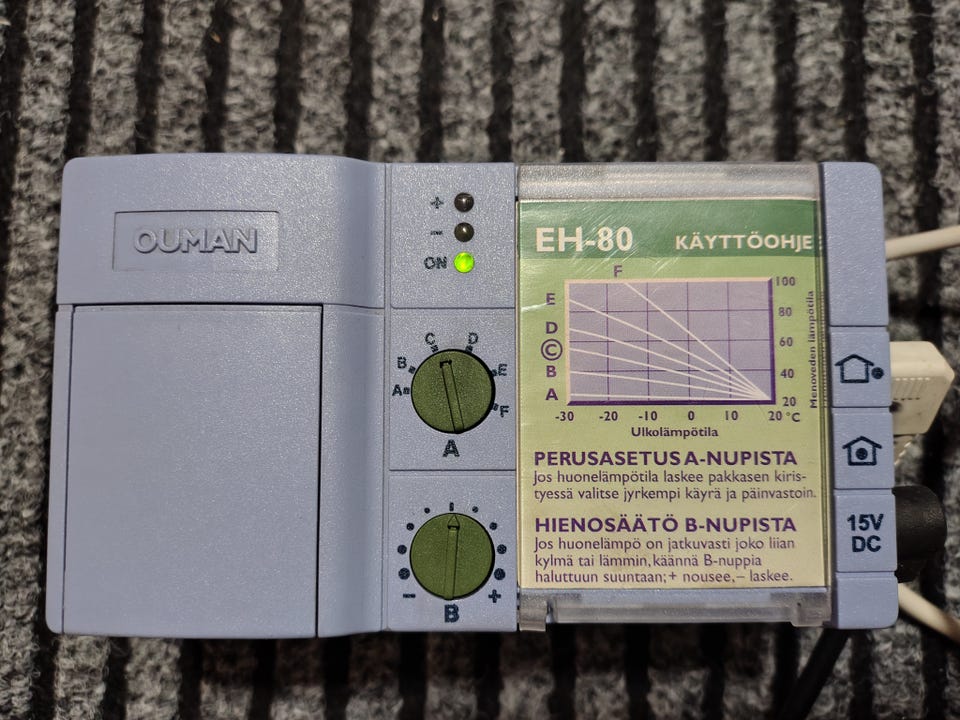 OUMAN
+
–
ON
C D
B E
A F
A
– +
B
EH-80 KÄYTTÖOHJE
F
E
D
C
B
A
100
80
60
40
20
Menoveden lämpötila
-30 -20 -10 0 10 20 °C
Ulkolämpötila
PERUSASETUS A-NUPISTA
Jos huonelämpötila laskee pakkasen kiris-
tyessä valitse jyrkempi käyrä ja päinvastoin.
HIENOSÄÄTÖ B-NUPISTA
Jos huonelämpö on jatkuvasti joko liian
kylmä tai lämmin, käännä B-nuppia
haluttuun suuntaan; + nousee, – laskee.
15V
DC